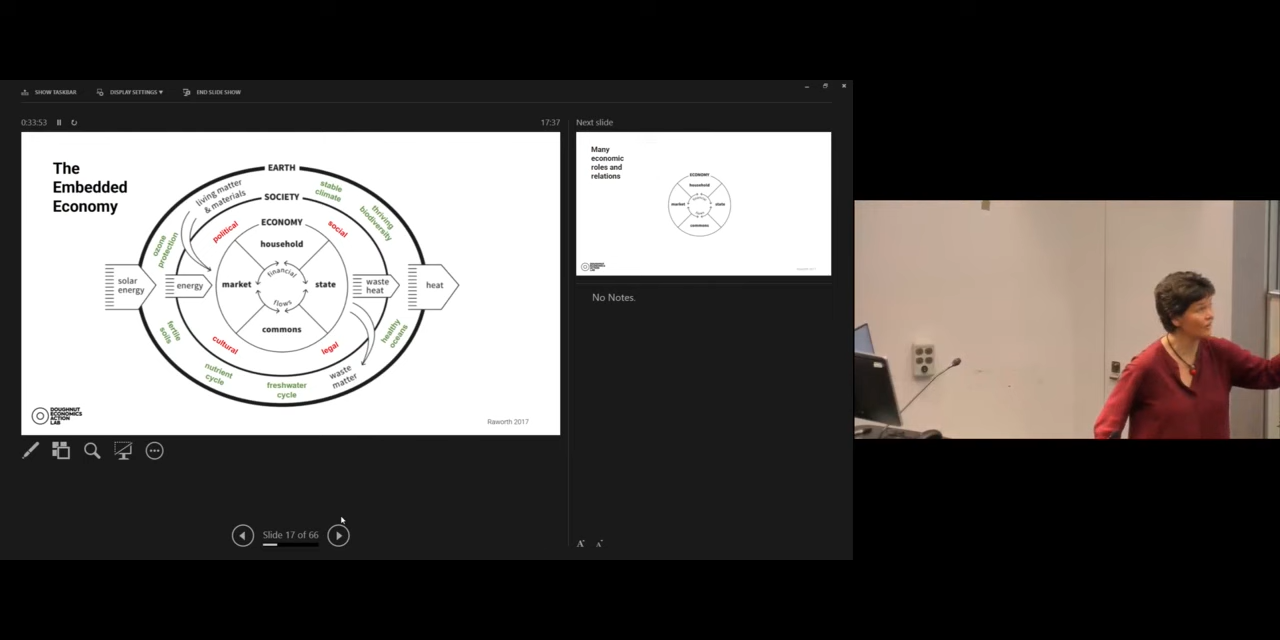 SHOW TASKBAR
DISPLAY SETTINGS ▼
END SLIDE SHOW
0:33:53
17:37
The
Embedded
Economy
EARTH
living matter
& materials
stable
climate
SOCIETY
thriving
biodiversity
ECONOMY
political
social
ozone
protection
household
financial
flows
solar
energy
energy
market
state
waste
heat
heat
commons
fertile
soils
cultural
legal
healthy
oceans
nutrient
cycle
freshwater
cycle
waste
matter
DOUGHNUT
ECONOMICS
ACTION
LAB
Raworth 2017
Slide 17 of 66
Next slide
Many
economic
roles and
relations
ECONOMY
household
market
state
commons
No Notes.
A
A